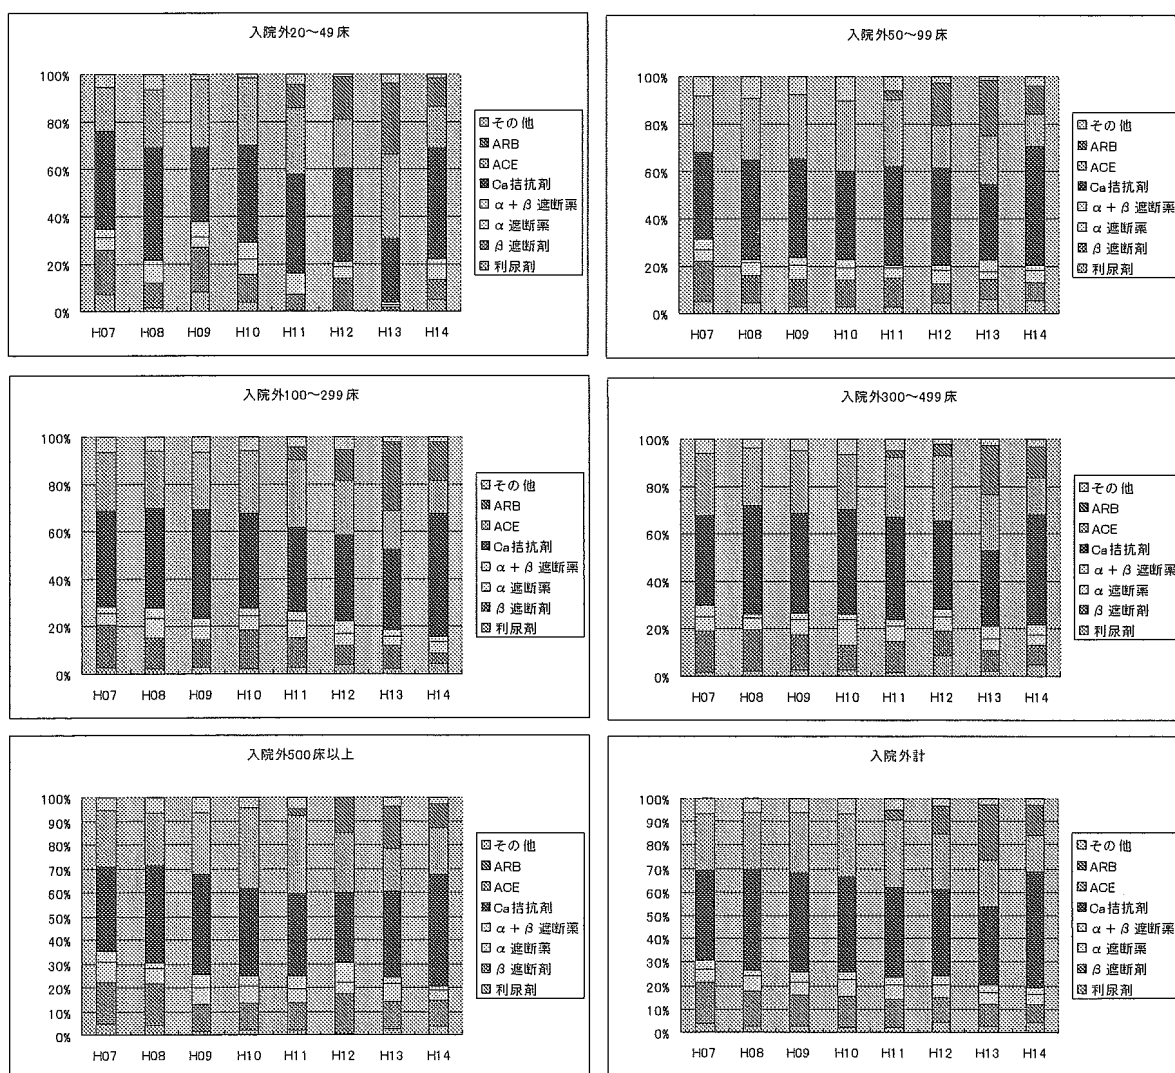 入院外20～49床
100%
80%
60%
40%
20%
0%
H07 H08 H09 H10 H11 H12 H13 H14
その他
ARB
ACE
Ca拮抗剤
α＋β遮断薬
α遮断薬
β遮断剤
利尿剤
入院外50～99床
100%
80%
60%
40%
20%
0%
H07 H08 H09 H10 H11 H12 H13 H14
その他
ARB
ACE
Ca拮抗剤
α＋β遮断薬
α遮断薬
β遮断剤
利尿剤
入院外100～299床
100%
80%
60%
40%
20%
0%
H07 H08 H09 H10 H11 H12 H13 H14
その他
ARB
ACE
Ca拮抗剤
α＋β遮断薬
α遮断薬
β遮断剤
利尿剤
入院外300～499床
100%
80%
60%
40%
20%
0%
H07 H08 H09 H10 H11 H12 H13 H14
その他
ARB
ACE
Ca拮抗剤
α＋β遮断薬
α遮断薬
β遮断剤
利尿剤
入院外500床以上
100%
90%
80%
70%
60%
50%
40%
30%
20%
10%
0%
H07 H08 H09 H10 H11 H12 H13 H14
その他
ARB
ACE
Ca拮抗剤
α＋β遮断薬
α遮断薬
β遮断剤
利尿剤
入院外計
100%
90%
80%
70%
60%
50%
40%
30%
20%
10%
0%
H07 H08 H09 H10 H11 H12 H13 H14
その他
ARB
ACE
Ca拮抗剤
α＋β遮断薬
α遮断薬
β遮断剤
利尿剤